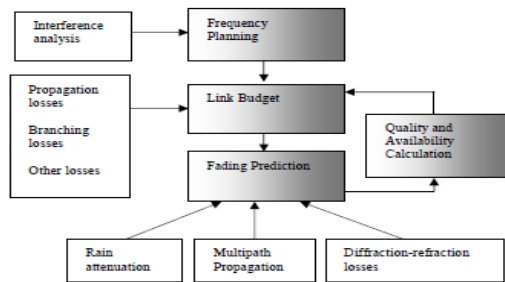 Interference
analysis
Frequency
Planning
Propagation
losses
Branching
losses
Other losses
Link Budget
Quality and
Availability
Calculation
Fading Prediction
Rain
attenuation
Multipath
Propagation
Diffraction-refraction
losses